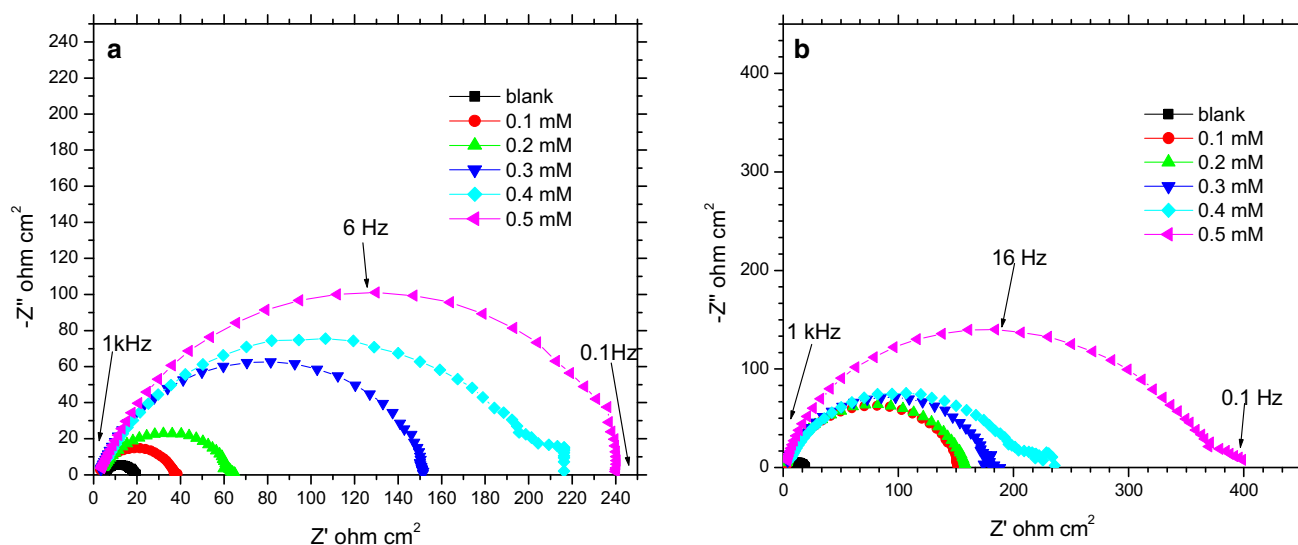 a
240
220
200
180
160
140
120
100
80
60
40
20
0
-Z" ohm cm²
blank
0.1 mM
0.2 mM
0.3 mM
0.4 mM
0.5 mM
6 Hz
1kHz
0.1Hz
0 20 40 60 80 100 120 140 160 180 200 220 240
Z' ohm cm²
b
400
300
200
100
0
-Z" ohm cm²
blank
0.1 mM
0.2 mM
0.3 mM
0.4 mM
0.5 mM
16 Hz
1 kHz
0.1 Hz
0 100 200 300 400
Z' ohm cm²